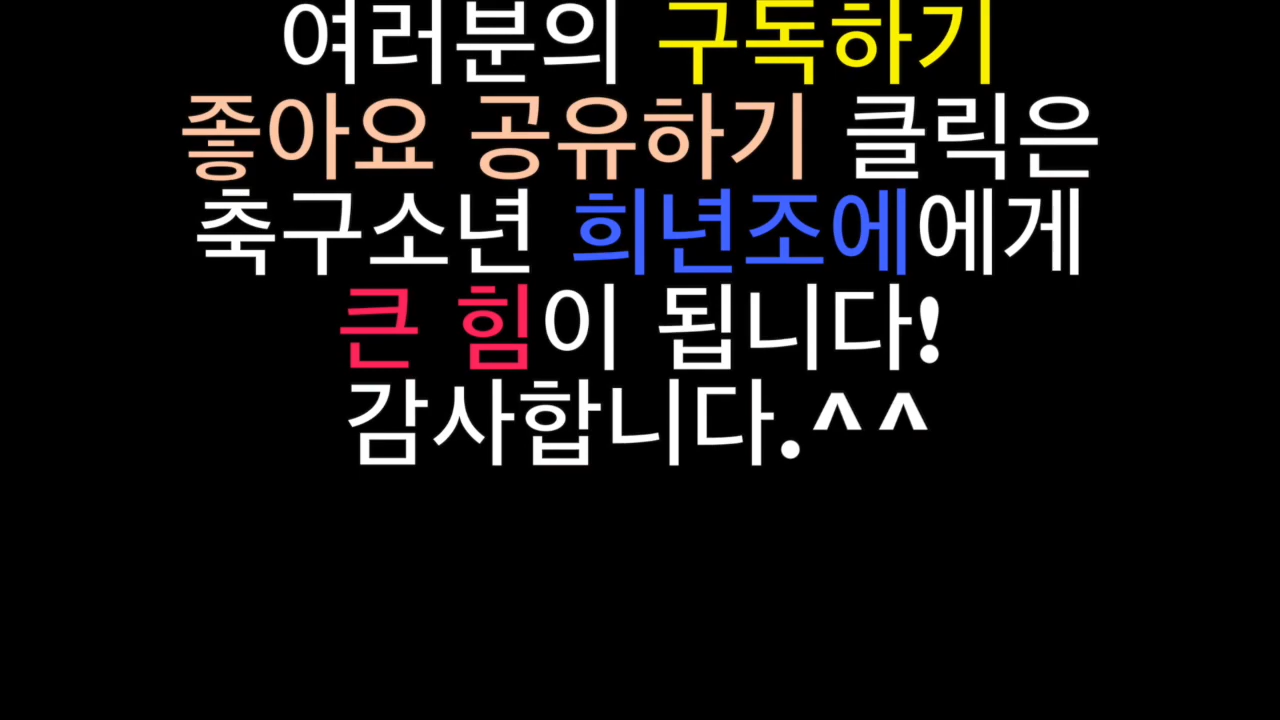 여러분의 구독하기
좋아요 공유하기 클릭은
축구소년 희년조에에게
큰 힘이 됩니다!
감사합니다.^^